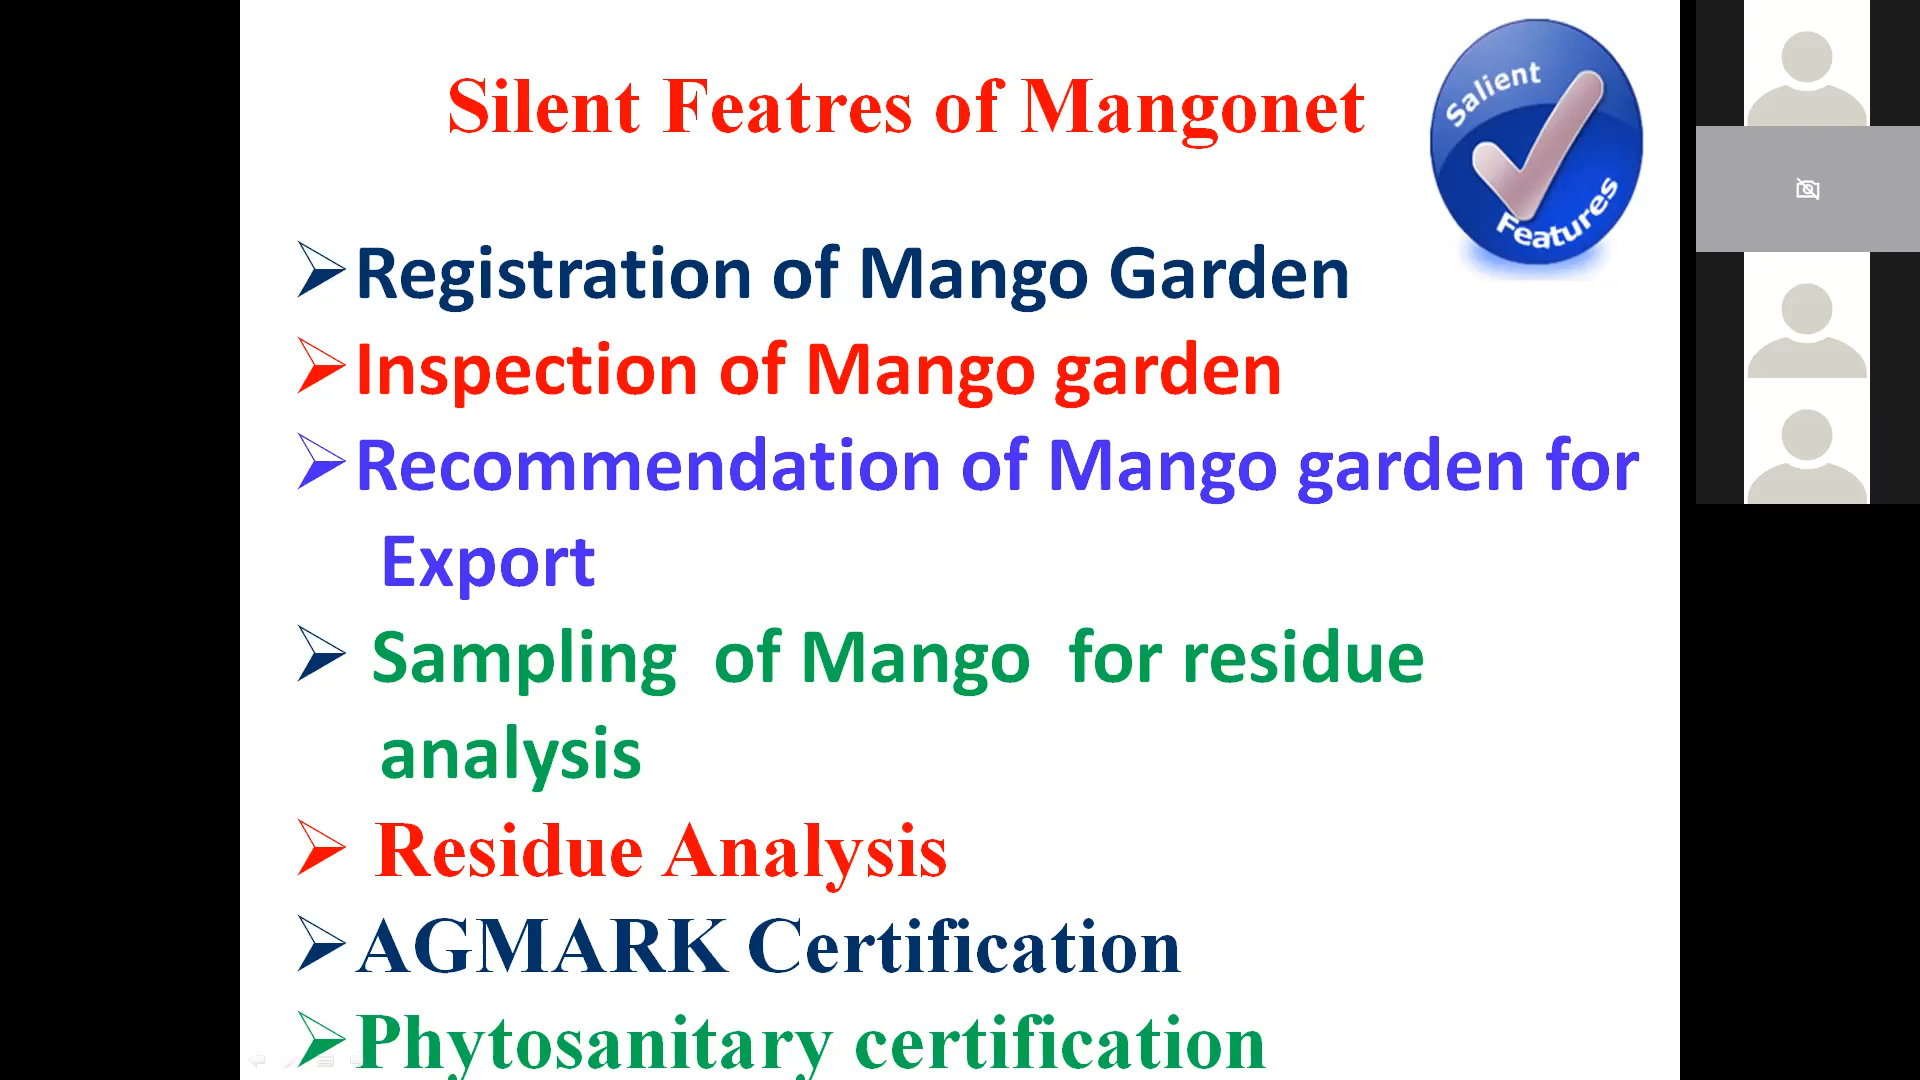 Silent Featres of Mangonet
Salient
Features
➢Registration of Mango Garden
➢Inspection of Mango garden
➢Recommendation of Mango garden for
Export
➢ Sampling of Mango for residue
analysis
➢ Residue Analysis
➢AGMARK Certification
➢Phytosanitary certification